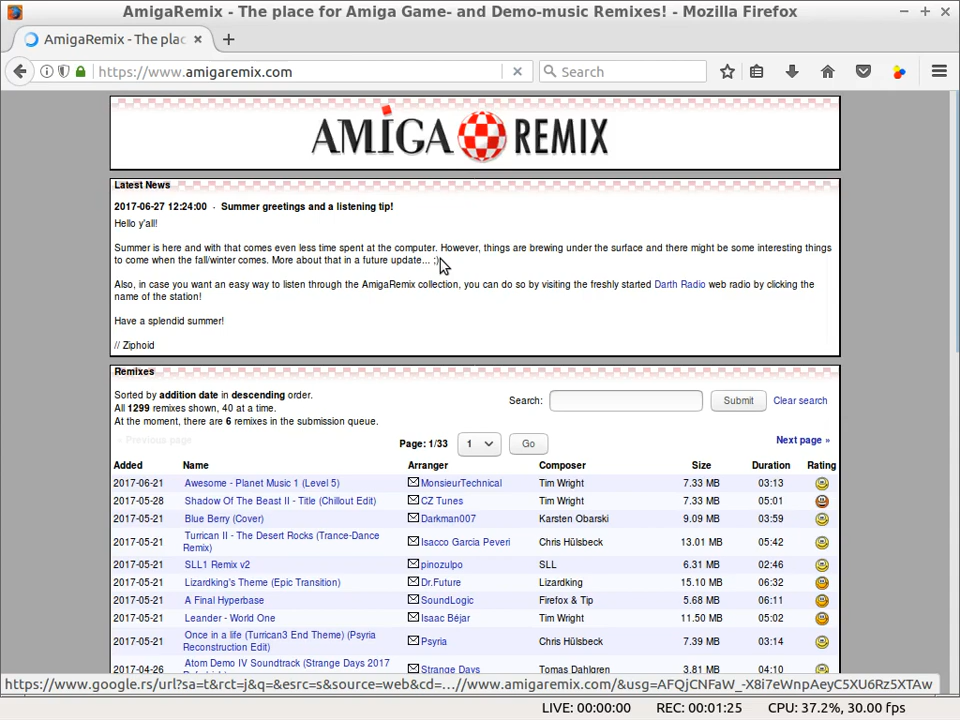 AmigaRemix - The place for Amiga Game- and Demo-music Remixes! - Mozilla Firefox
AmigaRemix - The plac
https://www.amigaremix.com
Search
AMIGA REMIX
Latest News
2017-06-27 12:24:00 · Summer greetings and a listening tip!
Hello y'all!
Summer is here and with that comes even less time spent at the computer. However, things are brewing under the surface and there might be some interesting things
to come when the fall/winter comes. More about that in a future update... ;)
Also, in case you want an easy way to listen through the AmigaRemix collection, you can do so by visiting the freshly started Darth Radio web radio by clicking the
name of the station!
Have a splendid summer!
// Ziphoid
Remixes
Sorted by addition date in descending order.
All 1299 remixes shown, 40 at a time.
At the moment, there are 6 remixes in the submission queue.
Search: Submit Clear search
« Previous page Page: 1/33 1 Go Next page »
Added Name Arranger Composer Size Duration Rating
2017-06-21 Awesome - Planet Music 1 (Level 5) MonsieurTechnical Tim Wright 7.33 MB 03:13
2017-05-28 Shadow Of The Beast II - Title (Chillout Edit) CZ Tunes Tim Wright 7.33 MB 05:01
2017-05-21 Blue Berry (Cover) Darkman007 Karsten Obarski 9.09 MB 03:59
2017-05-21 Turrican II - The Desert Rocks (Trance-Dance
Remix) Isacco Garcia Peveri Chris Hülsbeck 13.01 MB 05:42
2017-05-21 SLL1 Remix v2 pinozulpo SLL 6.31 MB 02:46
2017-05-21 Lizardking's Theme (Epic Transition) Dr.Future Lizardking 15.10 MB 06:32
2017-05-21 A Final Hyperbase SoundLogic Firefox & Tip 5.68 MB 06:11
2017-05-21 Leander - World One Isaac Béjar Tim Wright 11.50 MB 05:02
2017-05-21 Once in a life (Turrican3 End Theme) (Psyria
Reconstruction Edit) Psyria Chris Hülsbeck 7.39 MB 03:14
2017-04-26 Atom Demo IV Soundtrack (Strange Days 2017 Strange Days Tomas Dahlgren 3.81 MB 04:10
https://www.google.rs/url?sa=t&rct=j&q=&esrc=s&source=web&cd=...//www.amigaremix.com/&usg=AFQjCNFaW_-X8i7eWnpAeyC5XU6Rz5XTAw
LIVE: 00:00:00 REC: 00:01:25 CPU: 37.2%, 30.00 fps